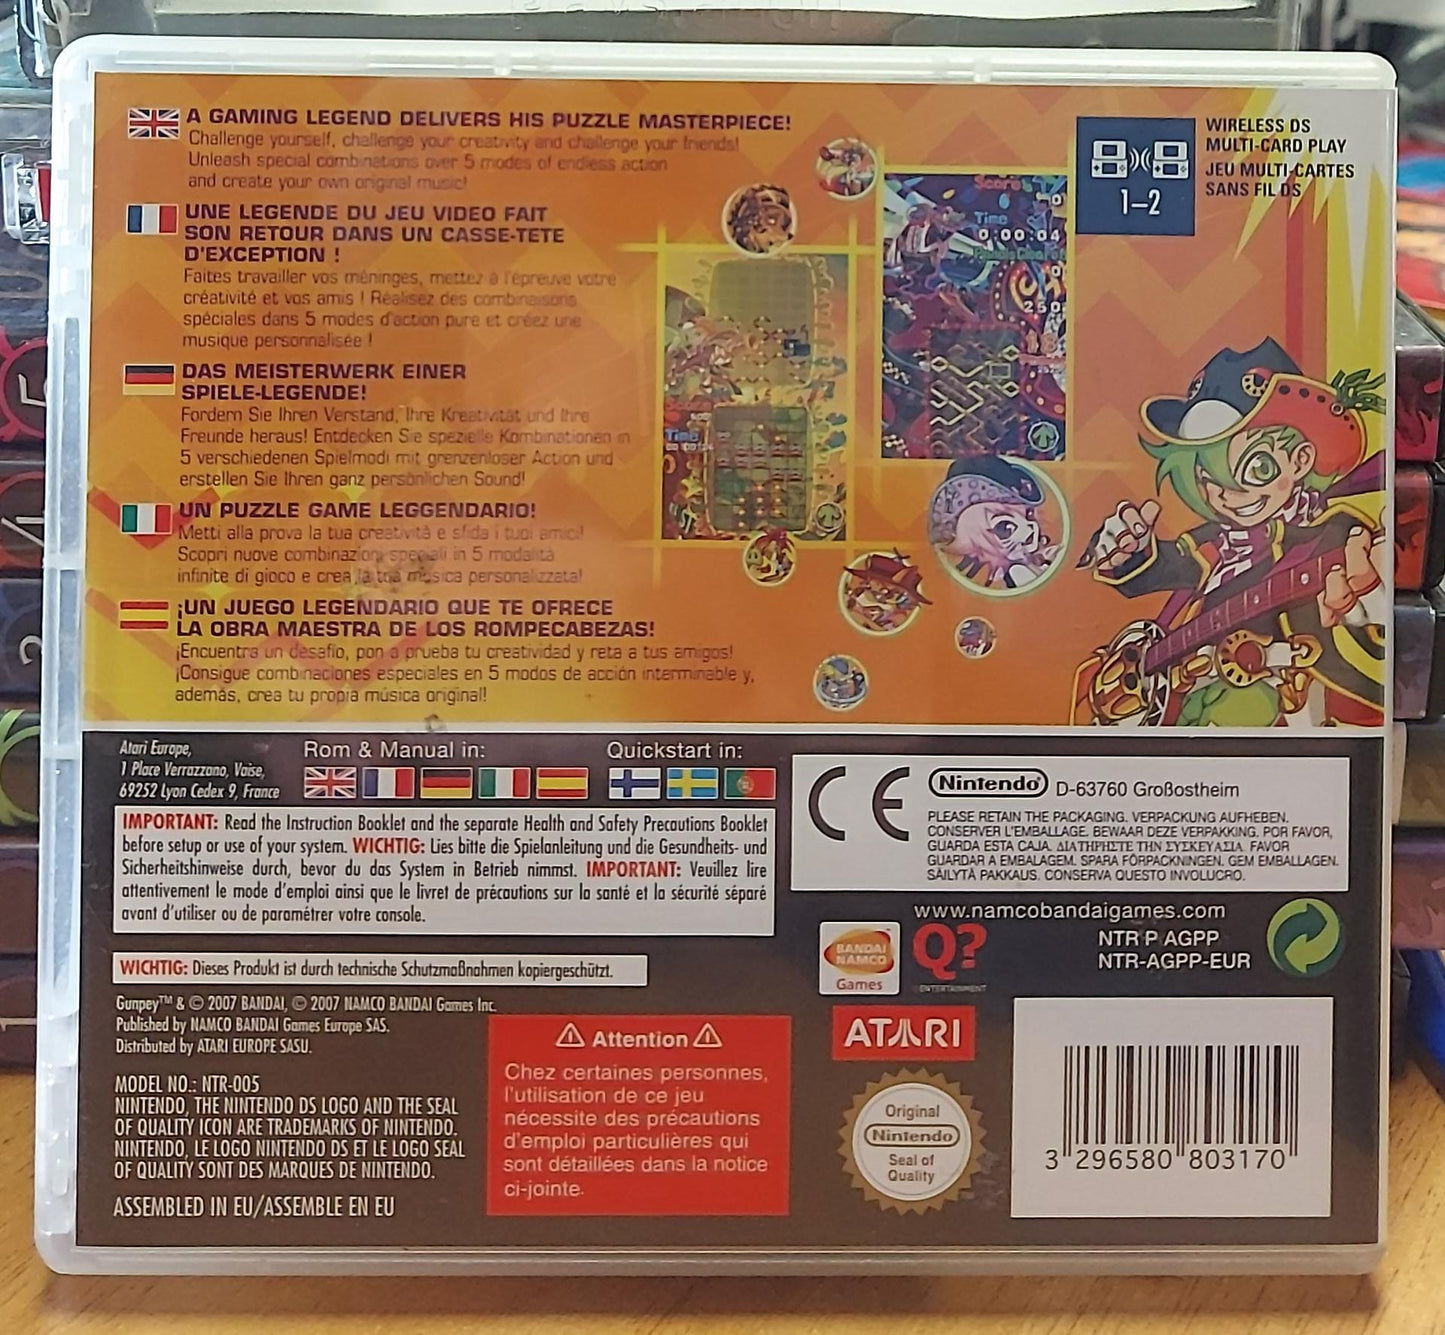 A GAMING LEGEND DELIVERS HIS PUZZLE MASTERPIECE!
Challenge yourself, challenge your creativity and challenge your friends!
Unleash special combinations over 5 modes of endless action
and create your own original music!
UNE LEGENDE DU JEU VIDEO FAIT
SON RETOUR DANS UN CASSE-TETE
D'EXCEPTION !
Faites travailler vos méninges, mettez à l'épreuve votre
créativité et vos amis ! Réalisez des combinaisons
spéciales dans 5 modes d'action pure et créez une
musique personnalisée !
DAS MEISTERWERK EINER
SPIELE-LEGENDE!
Fordern Sie Ihren Verstand, Ihre Kreativität und Ihre
Freunde heraus! Entdecken Sie spezielle Kombinationen in
5 verschiedenen Spielmodi mit grenzenloser Action und
erstellen Sie Ihren ganz persönlichen Sound!
UN PUZZLE GAME LEGGENDARIO!
Metti alla prova la tua creatività e sfida i tuoi amici!
Scopri nuove combinazioni speciali in 5 modalità
infinite di gioco e crea la tua musica personalizzata!
¡UN JUEGO LEGENDARIO QUE TE OFRECE
LA OBRA MAESTRA DE LOS ROMPECABEZAS!
¡Encuentra un desafío, pon a prueba tu creatividad y reta a tus amigos!
¡Consigue combinaciones especiales en 5 modos de acción interminable y,
además, crea tu propia música original!
Score
Time
0:00:04
250
18
Time
1-2
WIRELESS DS
MULTI-CARD PLAY
JEU MULTI-CARTES
SANS FIL DS
Atari Europe,
1 Place Verrazzano, Vaise,
69252 Lyon Cedex 9, France
Rom & Manual in:
Quickstart in:
IMPORTANT: Read the Instruction Booklet and the separate Health and Safety Precautions Booklet
before setup or use of your system. WICHTIG: Lies bitte die Spielanleitung und die Gesundheits- und
Sicherheitshinweise durch, bevor du das System in Betrieb nimmst. IMPORTANT: Veuillez lire
attentivement le mode d'emploi ainsi que le livret de précautions sur la santé et la sécurité séparé
avant d'utiliser ou de paramétrer votre console.
WICHTIG: Dieses Produkt ist durch technische Schutzmaßnahmen kopiergeschützt.
Gunpey™ & © 2007 BANDAI, © 2007 NAMCO BANDAI Games Inc.
Published by NAMCO BANDAI Games Europe SAS.
Distributed by ATARI EUROPE SASU.
MODEL NO.: NTR-005
NINTENDO, THE NINTENDO DS LOGO AND THE SEAL
OF QUALITY ICON ARE TRADEMARKS OF NINTENDO.
NINTENDO, LE LOGO NINTENDO DS ET LE LOGO SEAL
OF QUALITY SONT DES MARQUES DE NINTENDO.
ASSEMBLED IN EU/ASSEMBLE EN EU
Attention
Chez certaines personnes,
l'utilisation de ce jeu
nécessite des précautions
d'emploi particulières qui
sont détaillées dans la notice
ci-jointe.
CE
Nintendo® D-63760 Großostheim
PLEASE RETAIN THE PACKAGING. VERPACKUNG AUFHEBEN.
CONSERVER L'EMBALLAGE. BEWAAR DEZE VERPAKKING. POR FAVOR,
GUARDA ESTA CAJA. ΔΙΑΤΗΡΗΣΤΕ ΤΗΝ ΣΥΣΚΕΥΑΣΙΑ. FAVOR
GUARDAR A EMBALAGEM. SPARA FÖRPACKNINGEN. GEM EMBALLAGEN.
SÄILYTÄ PAKKAUS. CONSERVA QUESTO INVOLUCRO.
www.namcobandaigames.com
BANDAI
NAMCO
Games
Q?
ENTERTAINMENT
NTR P AGPP
NTR-AGPP-EUR
ATARI
Original
Nintendo
Seal of
Quality
3 296580 803170